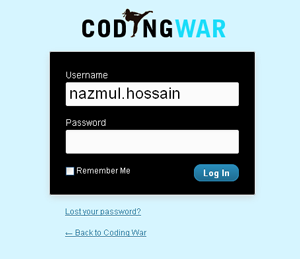 CODINGWAR
Username
nazmul.hossain
Password
Remember Me
Log In
Lost your password?
← Back to Coding War